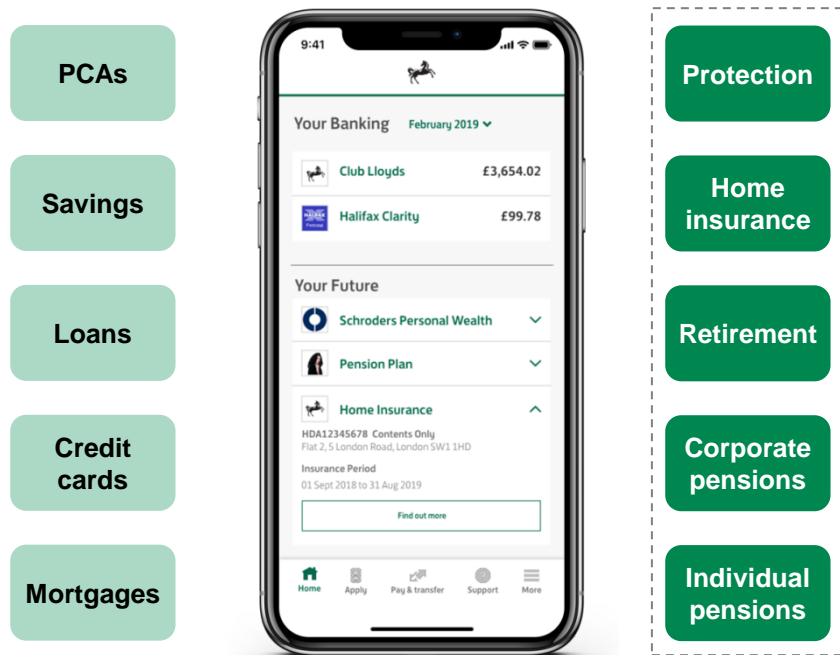 PCAs
Savings
Loans
Credit
cards
Mortgages
9:41
Your Banking February 2019
Club Lloyds £3,654.02
HALIFAX
Halifax Clarity £99.78
Your Future
Schroders Personal Wealth
Pension Plan
Home Insurance
HDA12345678 Contents Only
Flat 2, 5 London Road, London SW1 1HD
Insurance Period
01 Sept 2018 to 31 Aug 2019
Find out more
Home Apply Pay & transfer Support More
Protection
Home
insurance
Retirement
Corporate
pensions
Individual
pensions